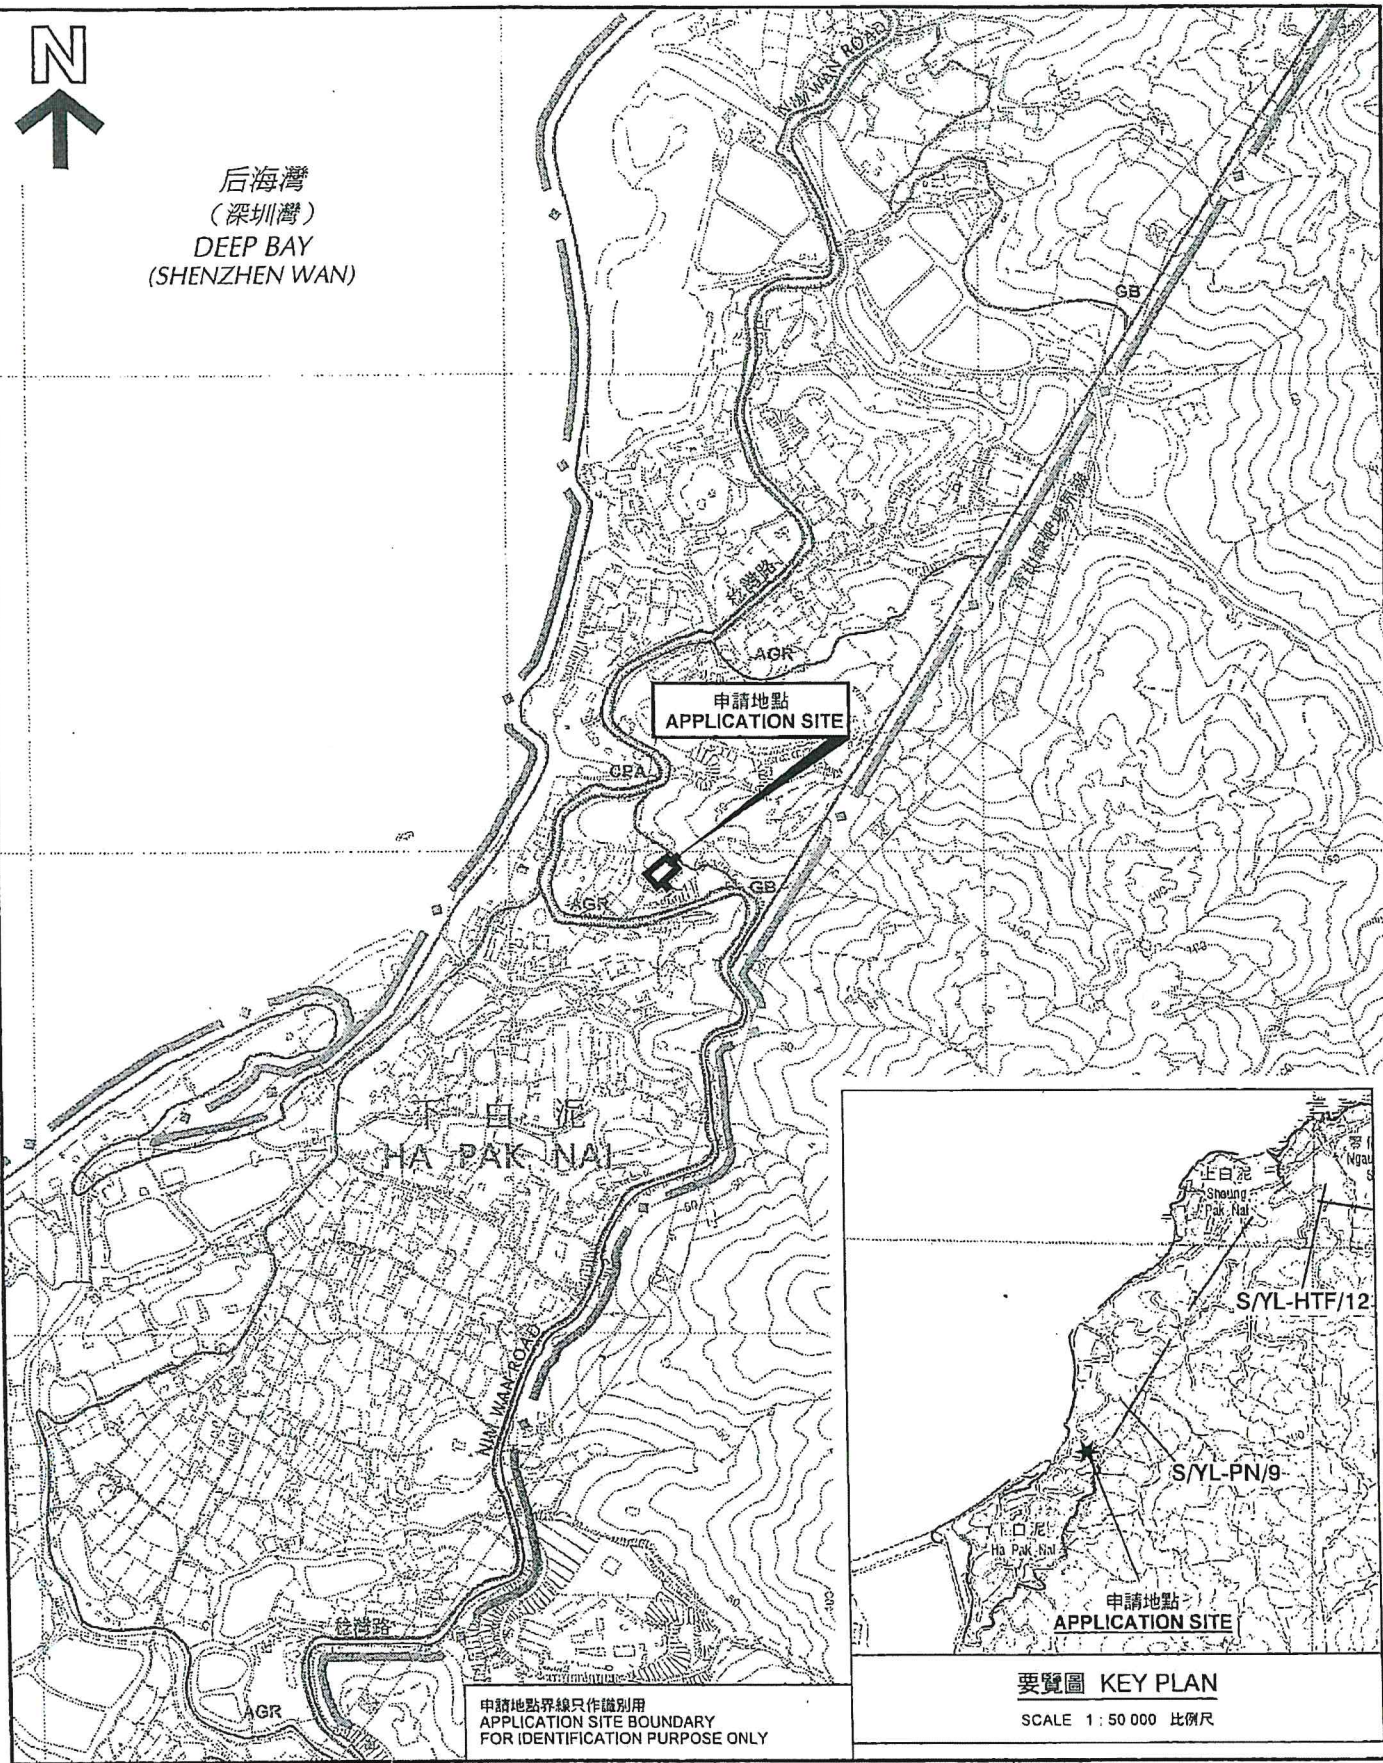 N
后海灣
(深圳灣)
DEEP BAY
(SHENZHEN WAN)
NIM WAN ROAD
GB
稔灣路
AGR
申請地點
APPLICATION SITE
CPA
GB
AGR
下白泥
HA PAK NAI
NIM WAN ROAD
稔灣路
AGR
申請地點界線只作識別用
APPLICATION SITE BOUNDARY
FOR IDENTIFICATION PURPOSE ONLY
上白泥
Sheung
Pak Nai
S/YL-HTF/12
S/YL-PN/9
下白泥
Ha Pak Nai
申請地點
APPLICATION SITE
要覽圖 KEY PLAN
SCALE 1 : 50 000 比例尺